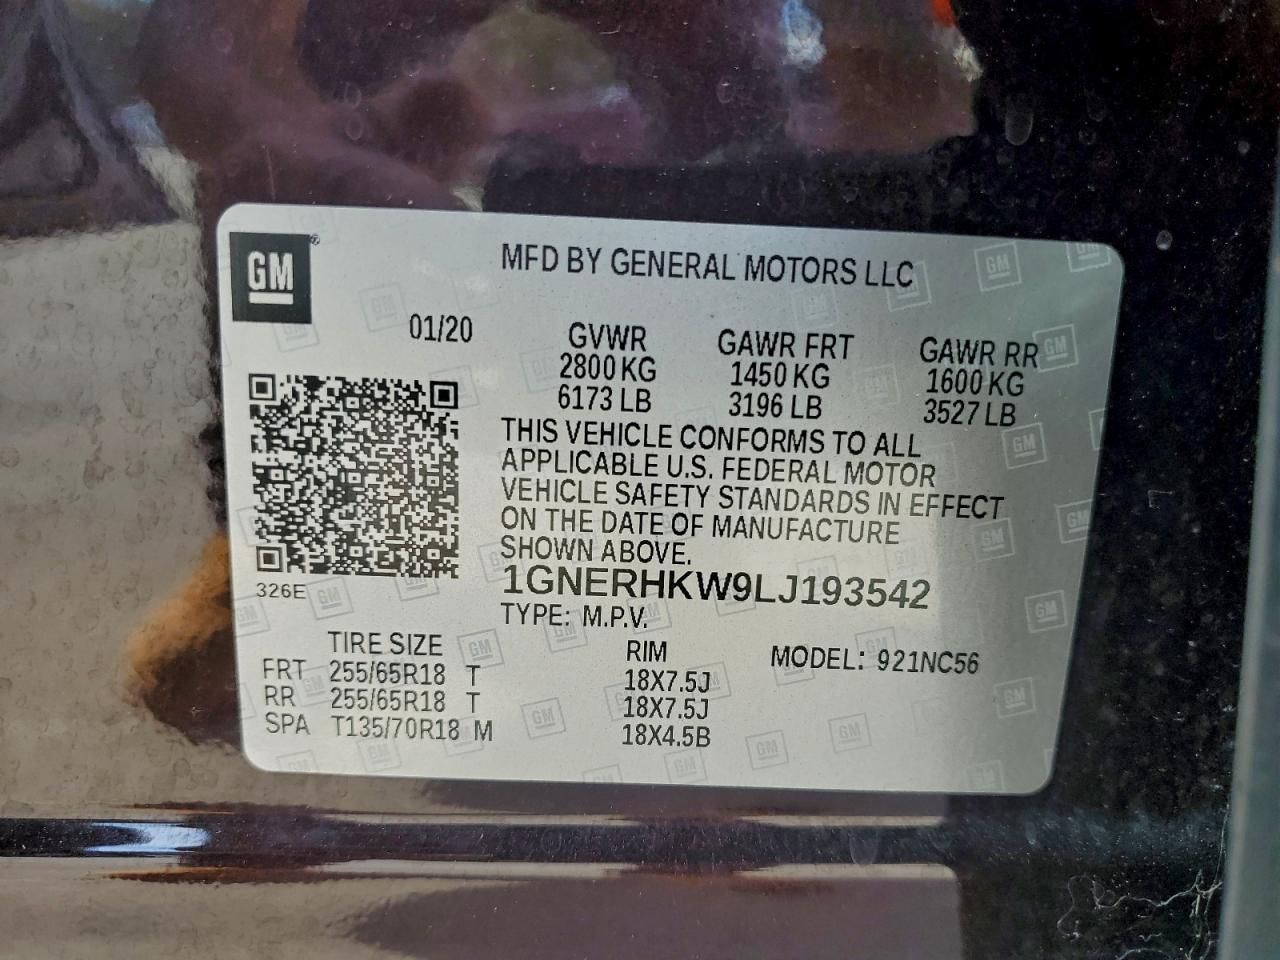 GM®
MFD BY GENERAL MOTORS LLC
01/20
GVWR GAWR FRT GAWR RR
2800 KG 1450 KG 1600 KG
6173 LB 3196 LB 3527 LB
THIS VEHICLE CONFORMS TO ALL
APPLICABLE U.S. FEDERAL MOTOR
VEHICLE SAFETY STANDARDS IN EFFECT
ON THE DATE OF MANUFACTURE
SHOWN ABOVE.
326E
1GNERHKW9LJ193542
TYPE: M.P.V.
TIRE SIZE RIM MODEL: 921NC56
FRT 255/65R18 T 18X7.5J
RR 255/65R18 T 18X7.5J
SPA T135/70R18 M 18X4.5B